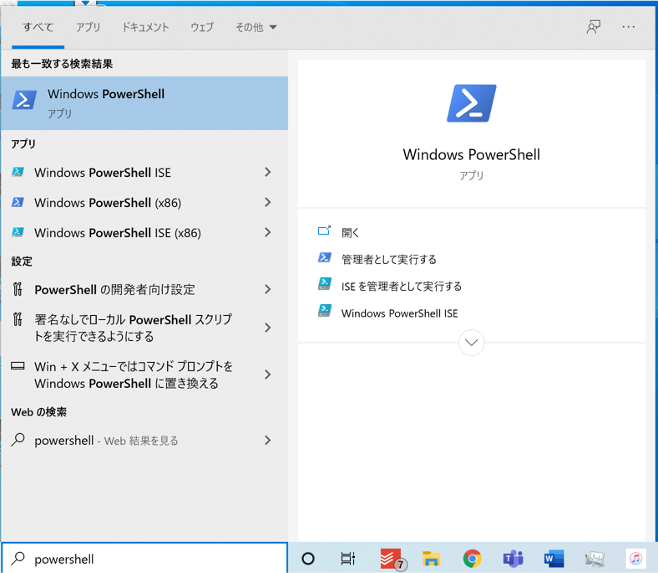 すべて アプリ ドキュメント ウェブ その他
最も一致する検索結果
Windows PowerShell
アプリ
アプリ
Windows PowerShell ISE
Windows PowerShell (x86)
Windows PowerShell ISE (x86)
設定
PowerShell の開発者向け設定
署名なしでローカル PowerShell スクリプ
トを実行できるようにする
Win + X メニューではコマンド プロンプトを
Windows PowerShell に置き換える
Web の検索
powershell - Web 結果を見る
Windows PowerShell
アプリ
開く
管理者として実行する
ISE を管理者として実行する
Windows PowerShell ISE
powershell
7